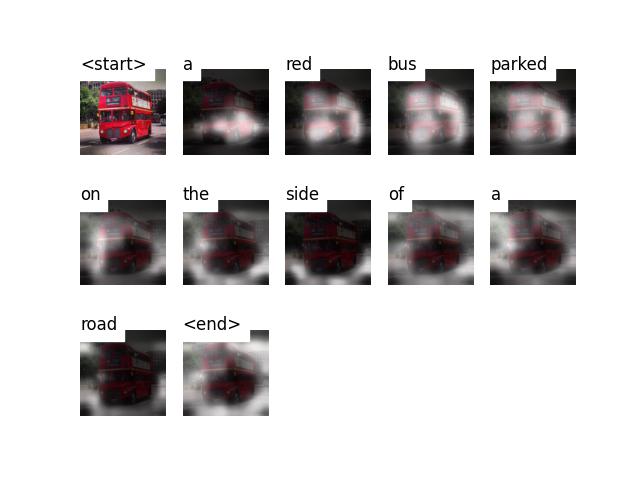 <start> a red bus parked
on the side of a
road <end>